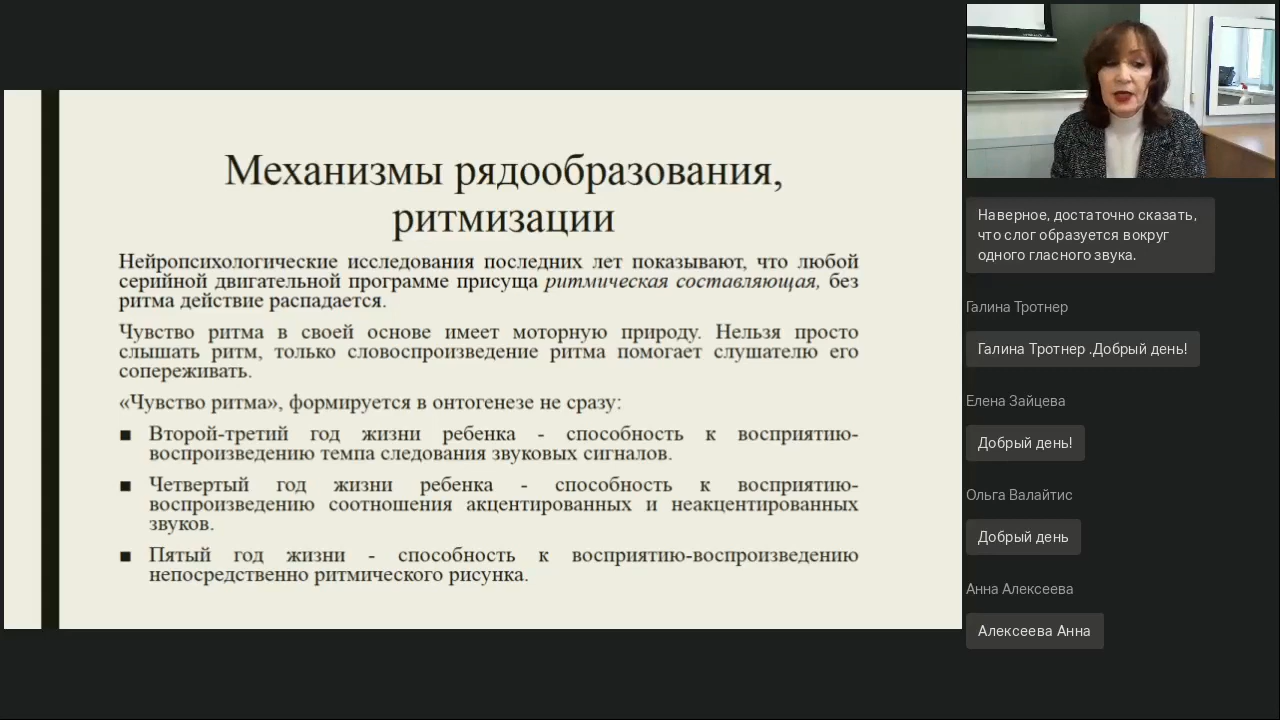 Механизмы рядообразования,
ритмизации
Нейропсихологические исследования последних лет показывают, что любой
серийной двигательной программе присуща ритмическая составляющая, без
ритма действие распадается.
Чувство ритма в своей основе имеет моторную природу. Нельзя просто
слышать ритм, только словоспроизведение ритма помогает слушателю его
сопереживать.
«Чувство ритма», формируется в онтогенезе не сразу:
■ Второй-третий год жизни ребенка - способность к восприятию-
воспроизведению темпа следования звуковых сигналов.
■ Четвертый год жизни ребенка - способность к восприятию-
воспроизведению соотношения акцентированных и неакцентированных
звуков.
■ Пятый год жизни - способность к восприятию-воспроизведению
непосредственно ритмического рисунка.
Наверное, достаточно сказать,
что слог образуется вокруг
одного гласного звука.
Галина Тротнер
Галина Тротнер .Добрый день!
Елена Зайцева
Добрый день!
Ольга Валайтис
Добрый день
Анна Алексеева
Алексеева Анна